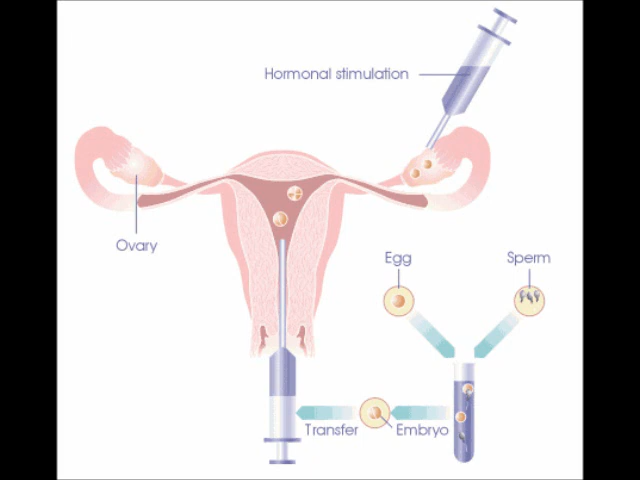 Hormonal stimulation
Ovary
Egg
Sperm
Transfer
Embryo